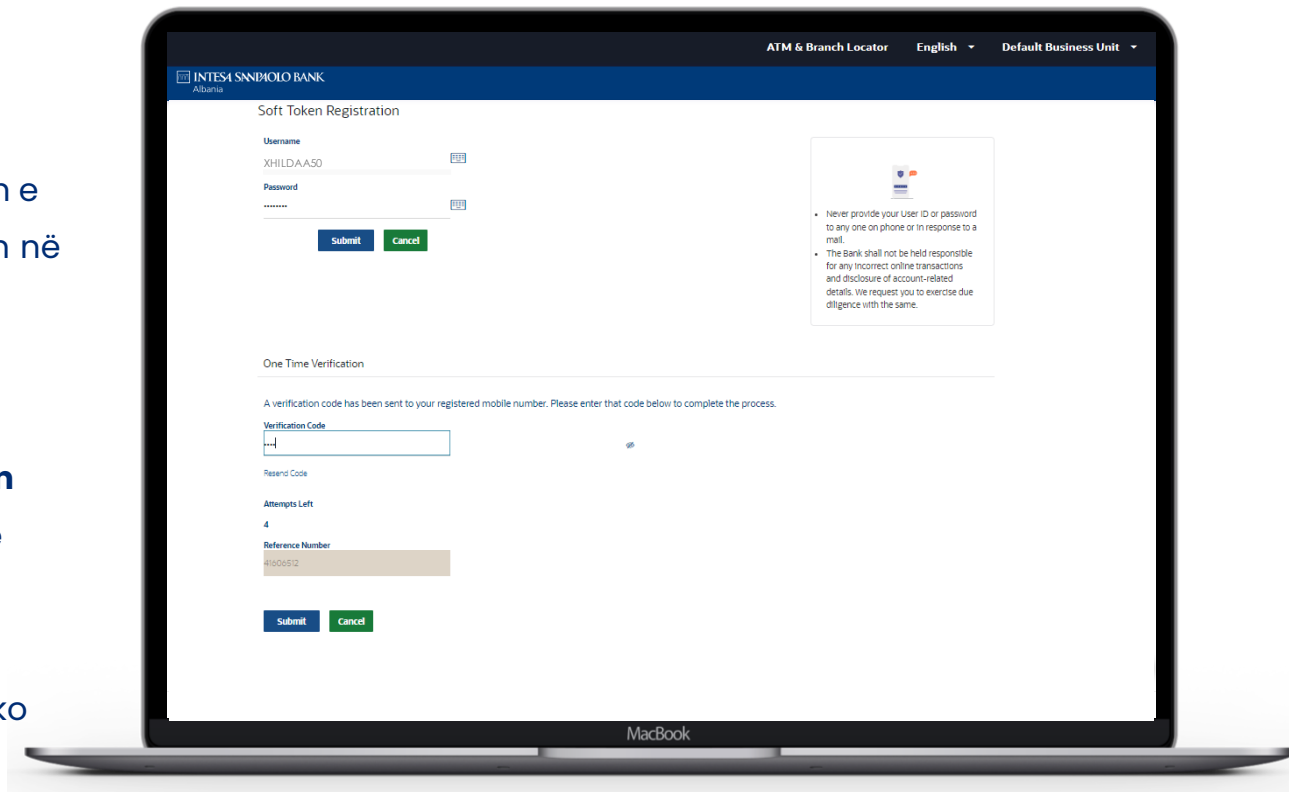 ATM & Branch Locator English Default Business Unit
INTESA SANPAOLO BANK
Albania
Soft Token Registration
Username
XHILDAA50
Password
........
Submit Cancel
• Never provide your User ID or password
to any one on phone or in response to a
mail.
• The Bank shall not be held responsible
for any incorrect online transactions
and disclosure of account-related
details. We request you to exercise due
diligence with the same.
One Time Verification
A verification code has been sent to your registered mobile number. Please enter that code below to complete the process.
Verification Code
....
Resend Code
Attempts Left
4
Reference Number
41606512
Submit Cancel
MacBook
e
në